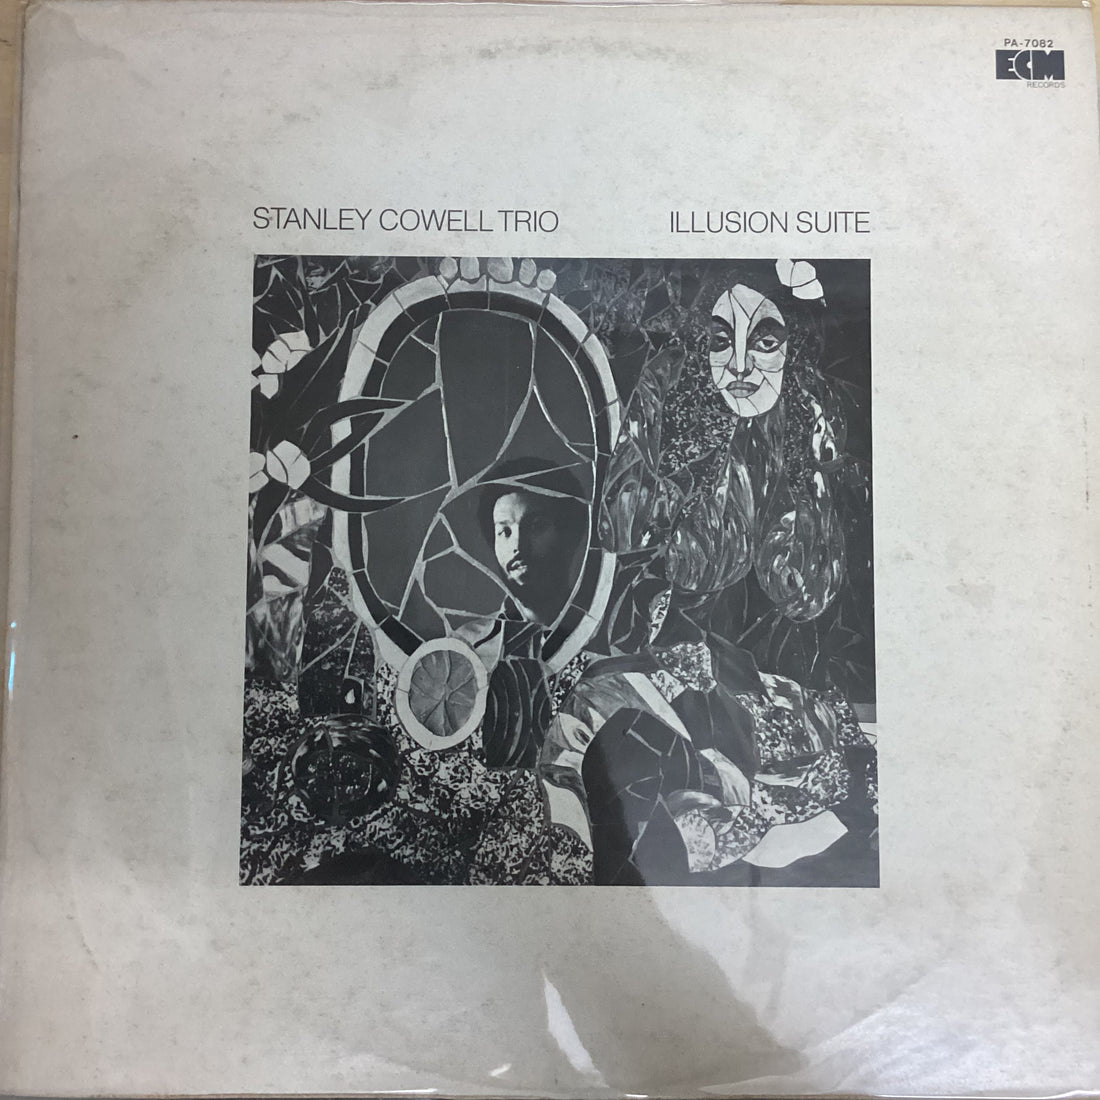 PA-7082
ECM
RECORDS
STANLEY COWELL TRIO
ILLUSION SUITE